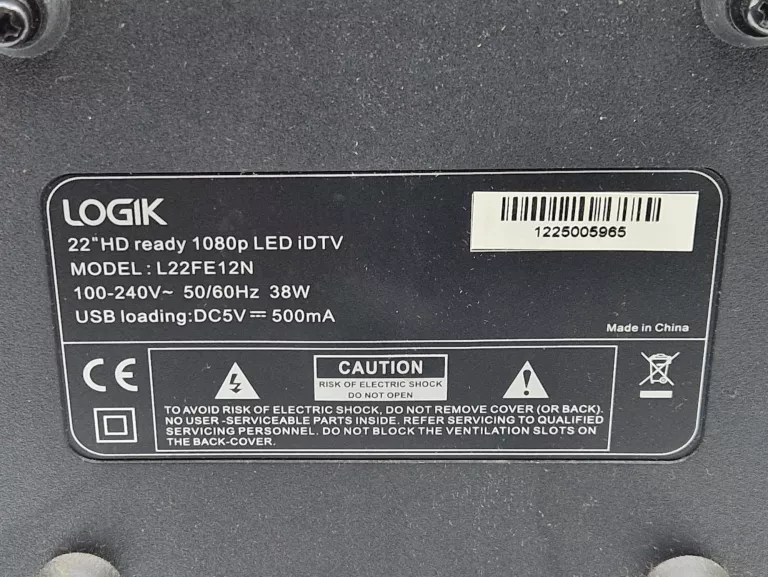 LOGIK
22"HD ready 1080p LED iDTV
MODEL : L22FE12N
100-240V~ 50/60Hz 38W
USB loading:DC5V⎓ 500mA
1225005965
Made in China
CE
CAUTION
RISK OF ELECTRIC SHOCK
DO NOT OPEN
TO AVOID RISK OF ELECTRIC SHOCK, DO NOT REMOVE COVER (OR BACK).
NO USER -SERVICEABLE PARTS INSIDE. REFER SERVICING TO QUALIFIED
SERVICING PERSONNEL. DO NOT BLOCK THE VENTILATION SLOTS ON
THE BACK-COVER.